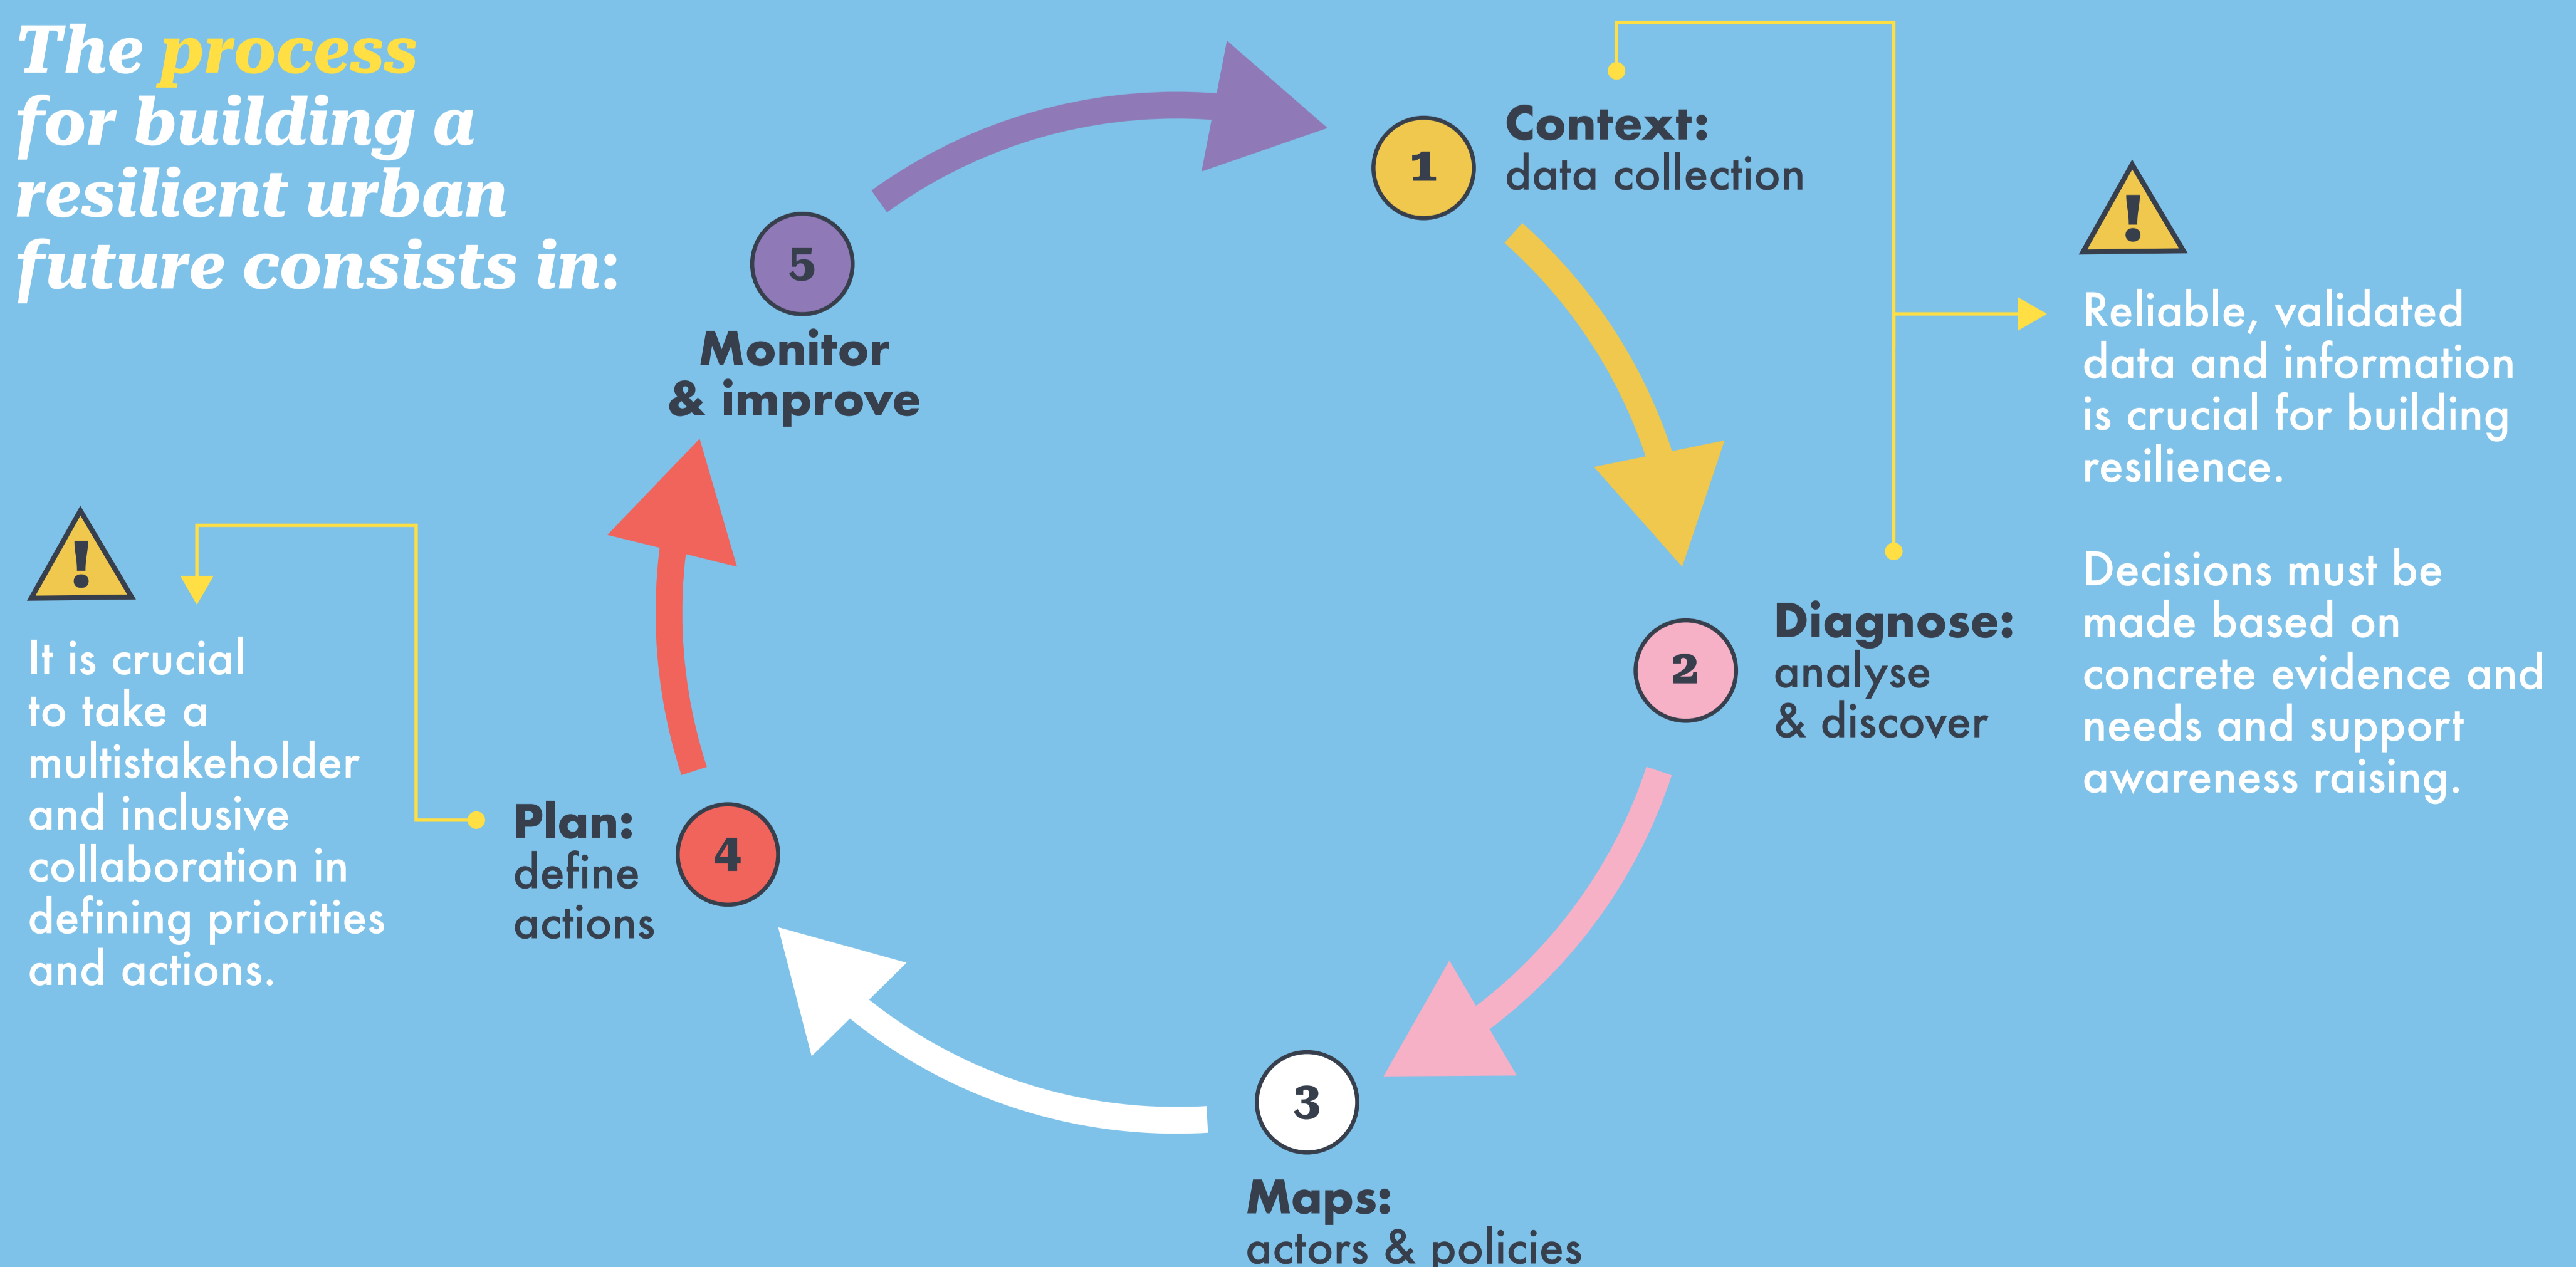 The process
for building a
resilient urban
future consists in:
1
Context:
data collection
!
Reliable, validated
data and information
is crucial for building
resilience.
Decisions must be
made based on
concrete evidence and
needs and support
awareness raising.
2
Diagnose:
analyse
& discover
3
Maps:
actors & policies
4
Plan:
define
actions
!
It is crucial
to take a
multistakeholder
and inclusive
collaboration in
defining priorities
and actions.
5
Monitor
& improve